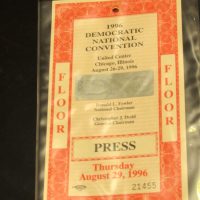 1996
DEMOCRATIC
NATIONAL
CONVENTION
United Center
Chicago, Illinois
August 26-29, 1996
FLOOR
FLOOR
Donald L. Fowler
National Chairman
Christopher J. Dodd
General Chairman
PRESS
Thursday
August 29, 1996
21455